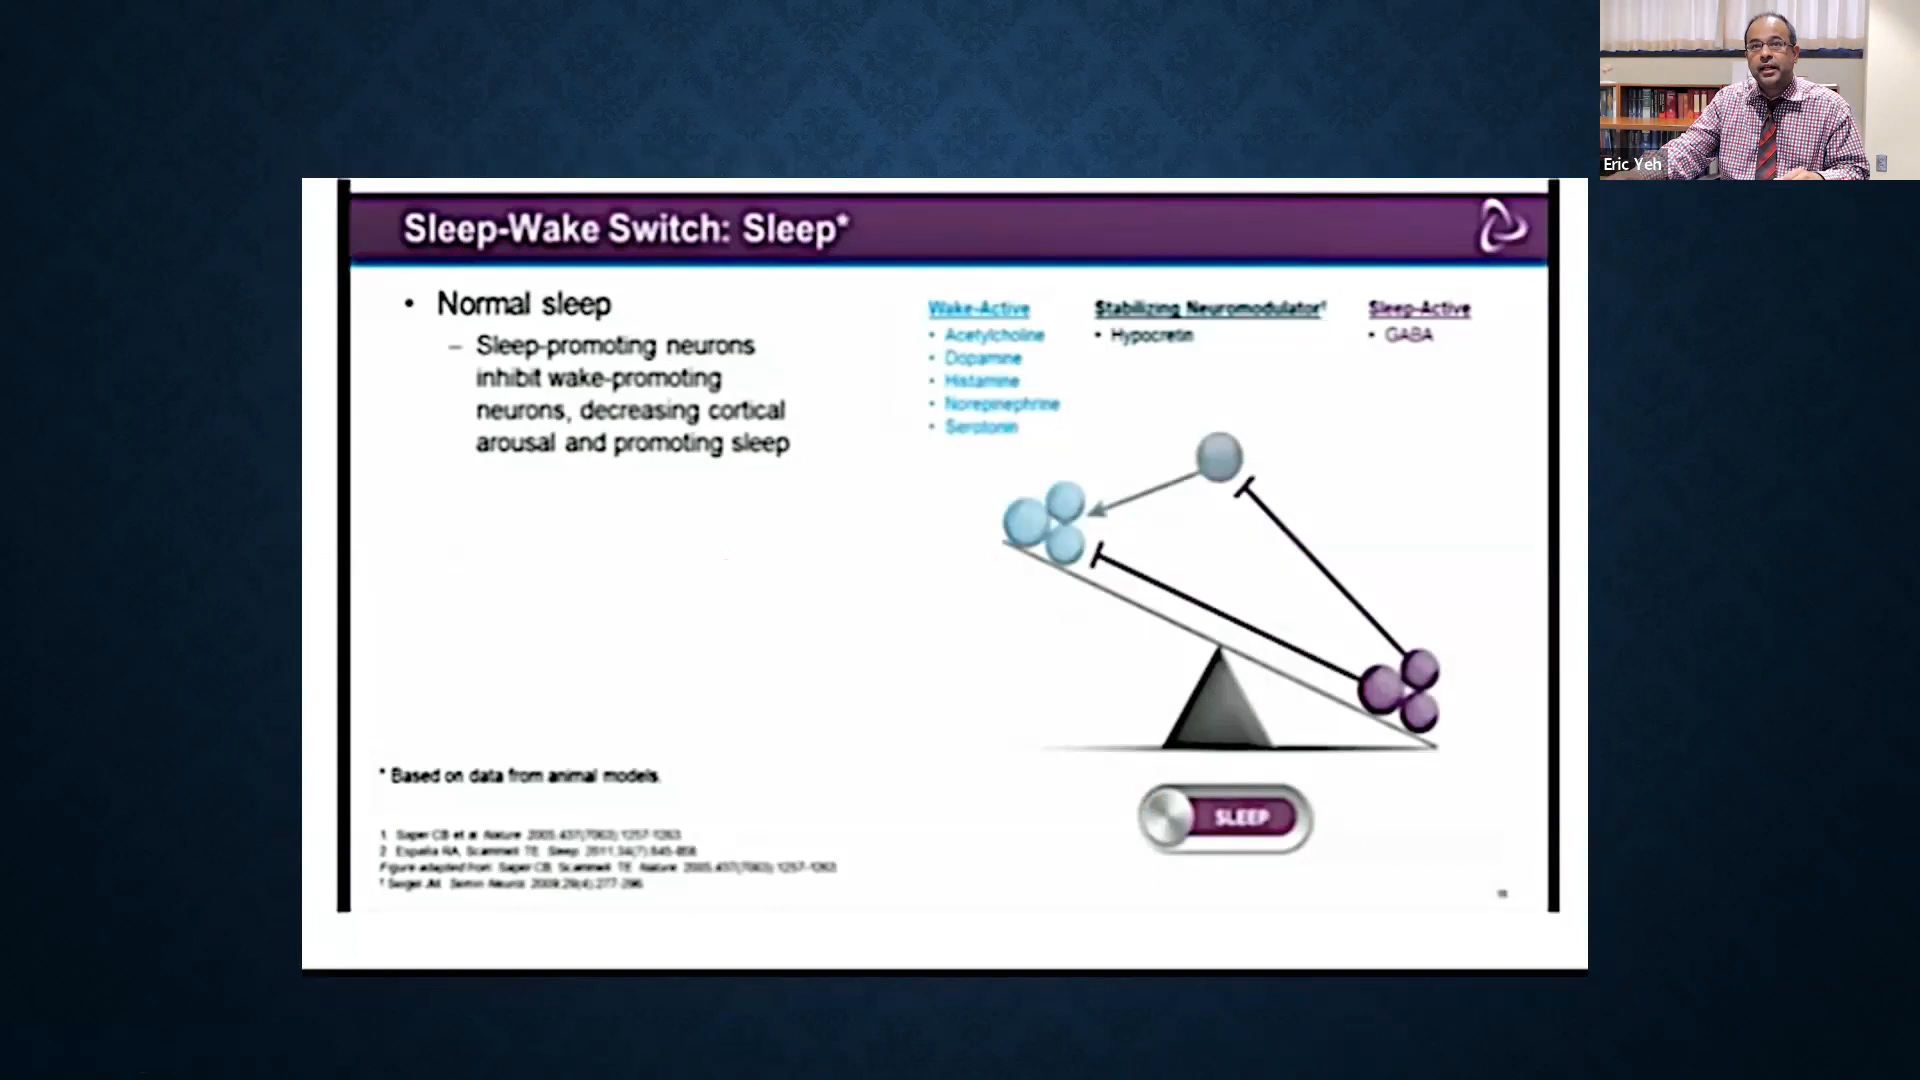 Eric Yeh
Sleep-Wake Switch: Sleep*
• Normal sleep
– Sleep-promoting neurons
inhibit wake-promoting
neurons, decreasing cortical
arousal and promoting sleep
Wake-Active
• Acetylcholine
• Dopamine
• Histamine
• Norepinephrine
• Serotonin
Stabilizing Neuromodulator†
• Hypocretin
Sleep-Active
• GABA
SLEEP
* Based on data from animal models.
1. Saper CB et al. Nature. 2005;437(7063):1257-1263
2. España RA, Scammell TE. Sleep. 2011;34(7):845-858
Figure adapted from: Saper CB, Scammell TE. Nature. 2005;437(7063):1257-1263
† Siegel JM. Semin Neurol. 2009;29(4):277-296